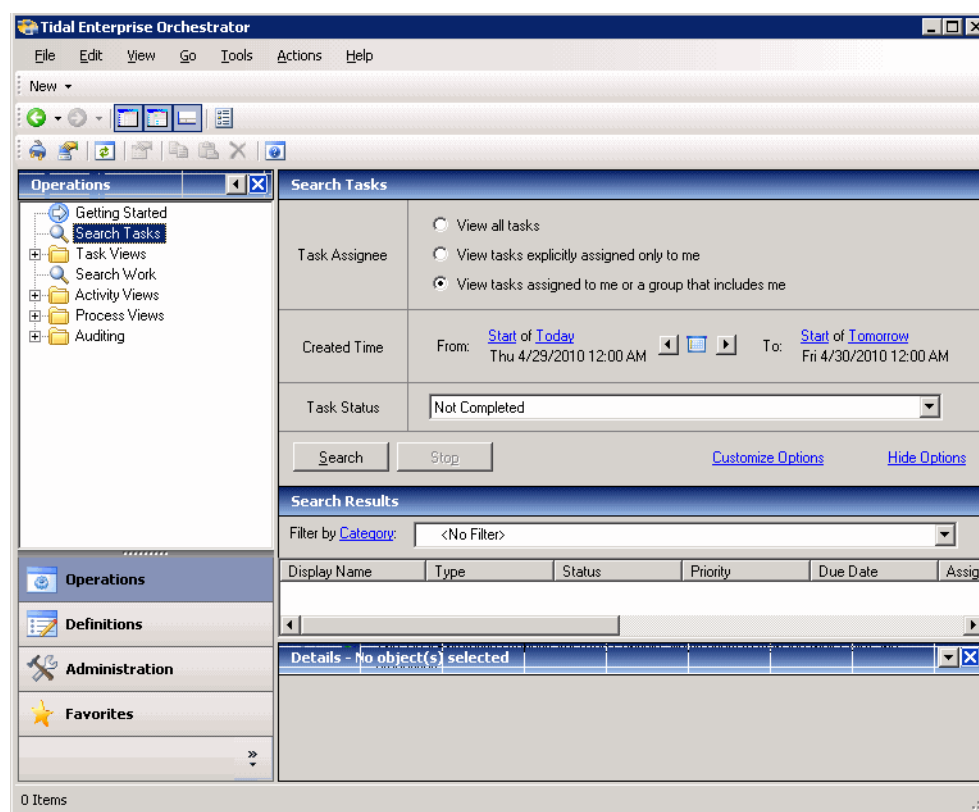 Tidal Enterprise Orchestrator
File Edit View Go Tools Actions Help
New
Operations
Getting Started
Search Tasks
Task Views
Search Work
Activity Views
Process Views
Auditing
Search Tasks
Task Assignee
View all tasks
View tasks explicitly assigned only to me
View tasks assigned to me or a group that includes me
Created Time
From:
Start of Today
Thu 4/29/2010 12:00 AM
To:
Start of Tomorrow
Fri 4/30/2010 12:00 AM
Task Status
Not Completed
Search
Stop
Customize Options
Hide Options
Search Results
Filter by Category:
<No Filter>
Display Name Type Status Priority Due Date Assig
Details - No object(s) selected
Operations
Definitions
Administration
Favorites
0 Items